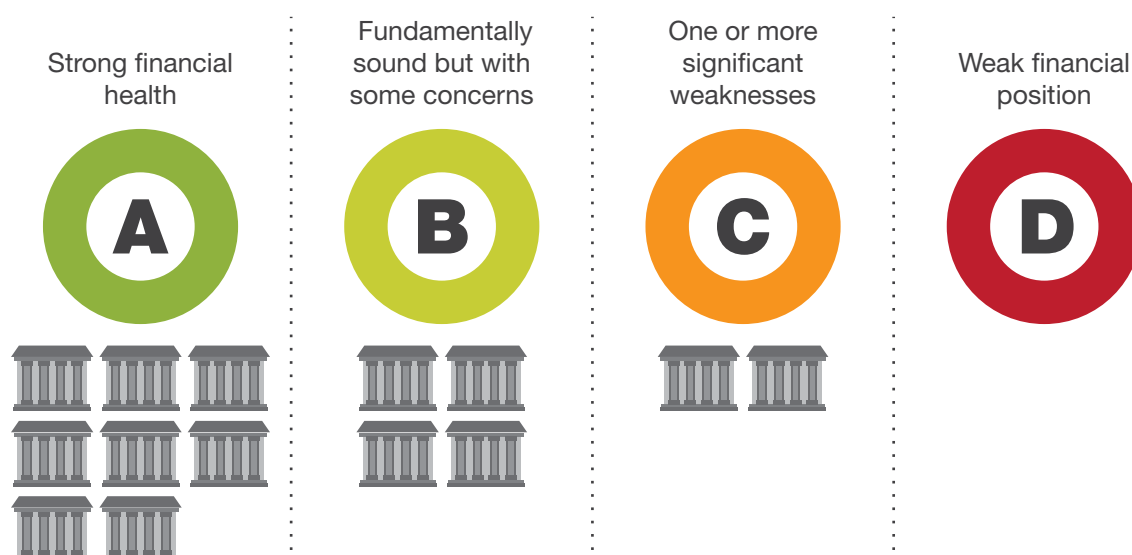 Strong financial
health
A
Fundamentally
sound but with
some concerns
B
One or more
significant
weaknesses
C
Weak financial
position
D